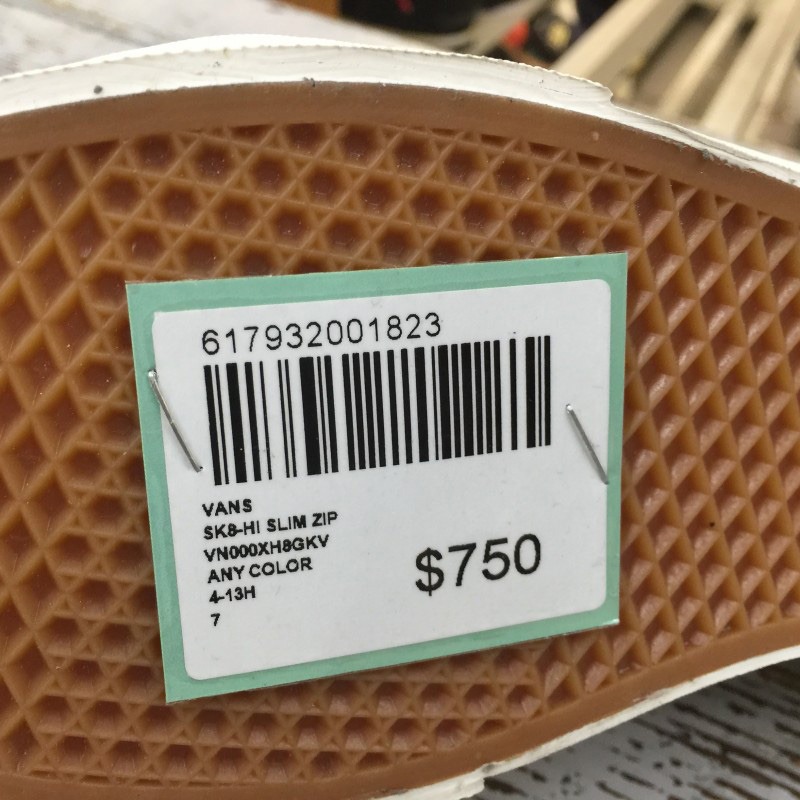 617932001823
VANS
SK8-HI SLIM ZIP
VN000XH8GKV
ANY COLOR
4-13H
7
$750